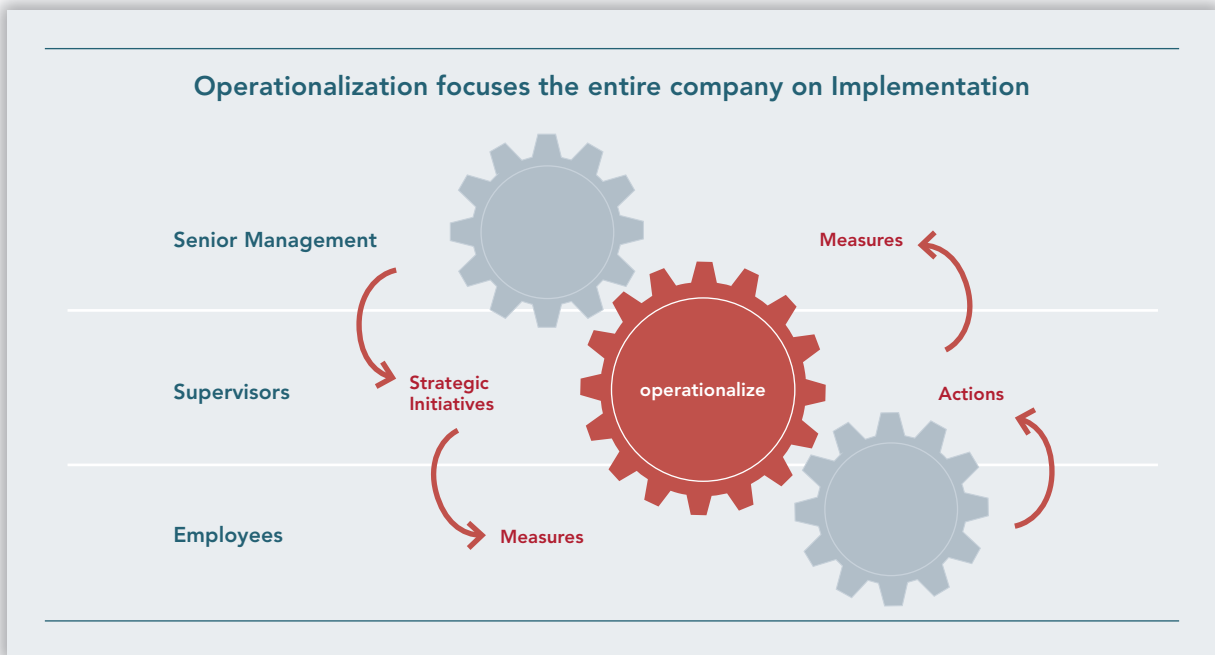 Operationalization focuses the entire company on Implementation
Senior Management
Measures
Supervisors
Strategic
Initiatives
operationalize
Actions
Employees
Measures